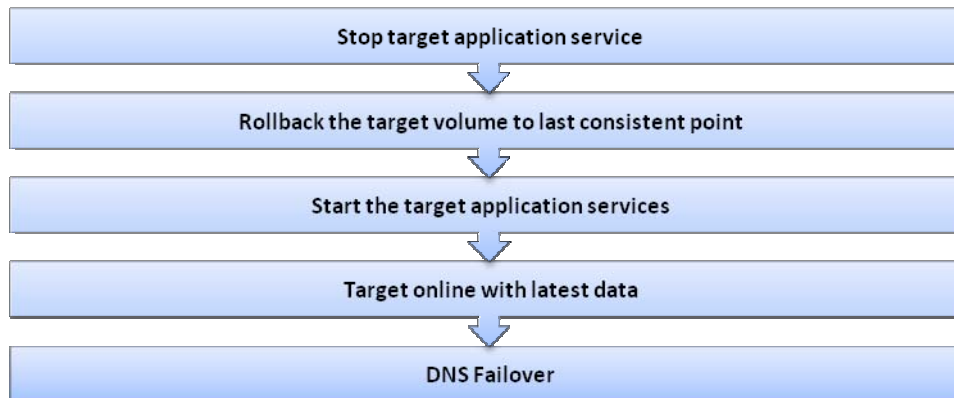 Stop target application service
Rollback the target volume to last consistent point
Start the target application services
Target online with latest data
DNS Failover